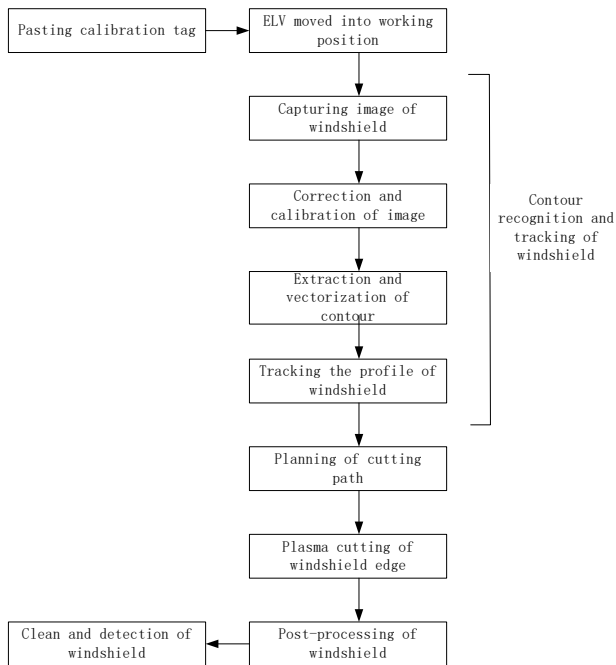 Pasting calibration tag
ELV moved into working
position
Capturing image of
windshield
Correction and
calibration of image
Extraction and
vectorization of
contour
Tracking the profile of
windshield
Contour
recognition and
tracking of
windshield
Planning of cutting
path
Plasma cutting of
windshield edge
Post-processing of
windshield
Clean and detection of
windshield